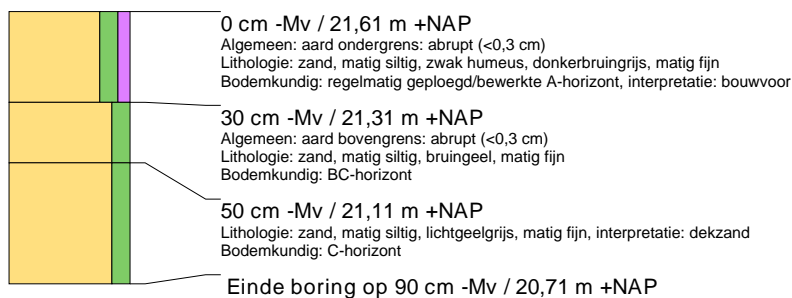 0 cm -Mv / 21,61 m +NAP
Algemeen: aard ondergrens: abrupt (<0,3 cm)
Lithologie: zand, matig siltig, zwak humeus, donkerbruingrijs, matig fijn
Bodemkundig: regelmatig geploegd/bewerkte A-horizont, interpretatie: bouwvoor
30 cm -Mv / 21,31 m +NAP
Algemeen: aard bovengrens: abrupt (<0,3 cm)
Lithologie: zand, matig siltig, bruingeel, matig fijn
Bodemkundig: BC-horizont
50 cm -Mv / 21,11 m +NAP
Lithologie: zand, matig siltig, lichtgeelgrijs, matig fijn, interpretatie: dekzand
Bodemkundig: C-horizont
Einde boring op 90 cm -Mv / 20,71 m +NAP